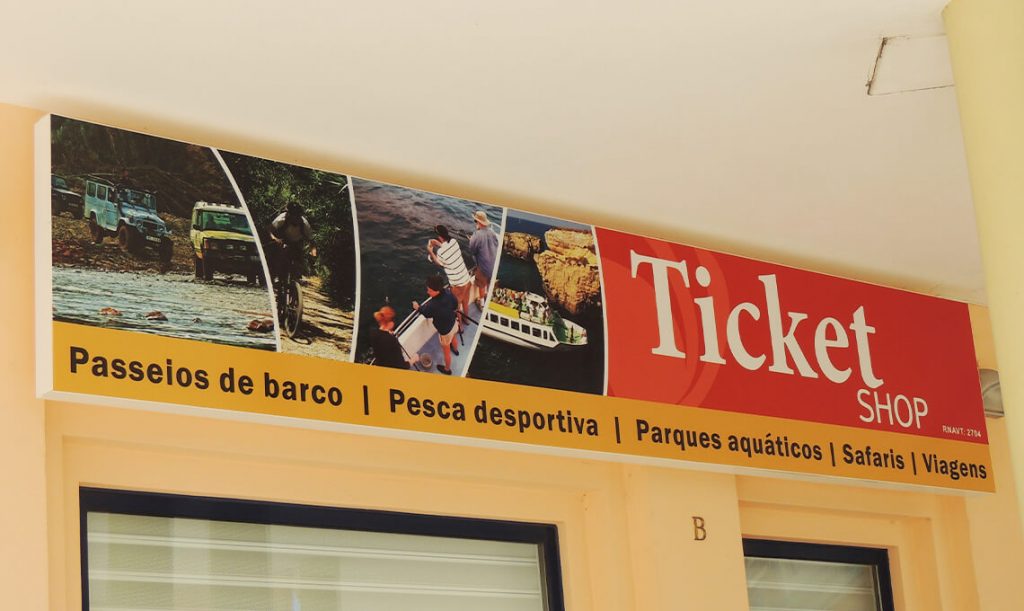 Ticket
SHOP
RNAVT: 2704
Passeios de barco | Pesca desportiva | Parques aquáticos | Safaris | Viagens
B